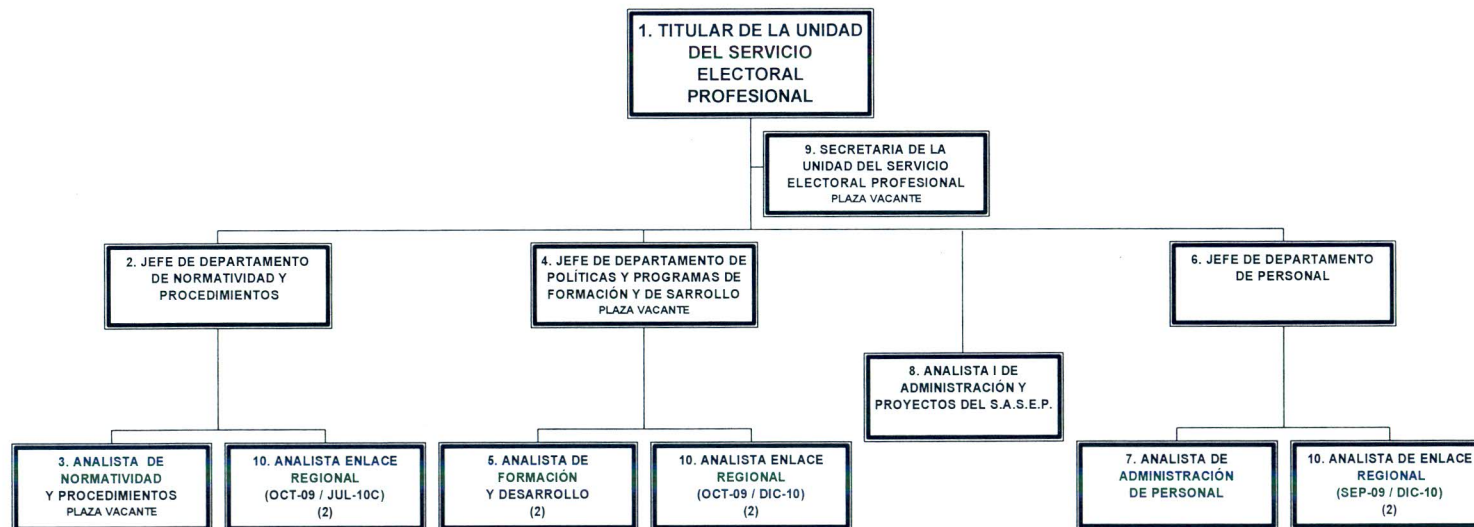 1. TITULAR DE LA UNIDAD
DEL SERVICIO
ELECTORAL
PROFESIONAL
9. SECRETARIA DE LA
UNIDAD DEL SERVICIO
ELECTORAL PROFESIONAL
PLAZA VACANTE
2. JEFE DE DEPARTAMENTO
DE NORMATIVIDAD Y
PROCEDIMIENTOS
4. JEFE DE DEPARTAMENTO DE
POLÍTICAS Y PROGRAMAS DE
FORMACIÓN Y DE SARROLLO
PLAZA VACANTE
6. JEFE DE DEPARTAMENTO
DE PERSONAL
8. ANALISTA I DE
ADMINISTRACIÓN Y
PROYECTOS DEL S.A.S.E.P.
3. ANALISTA DE
NORMATIVIDAD
Y PROCEDIMIENTOS
PLAZA VACANTE
10. ANALISTA ENLACE
REGIONAL
(OCT-09 / JUL-10C)
(2)
5. ANALISTA DE
FORMACIÓN
Y DESARROLLO
(2)
10. ANALISTA ENLACE
REGIONAL
(OCT-09 / DIC-10)
(2)
7. ANALISTA DE
ADMINISTRACIÓN
DE PERSONAL
10. ANALISTA DE ENLACE
REGIONAL
(SEP-09 / DIC-10)
(2)